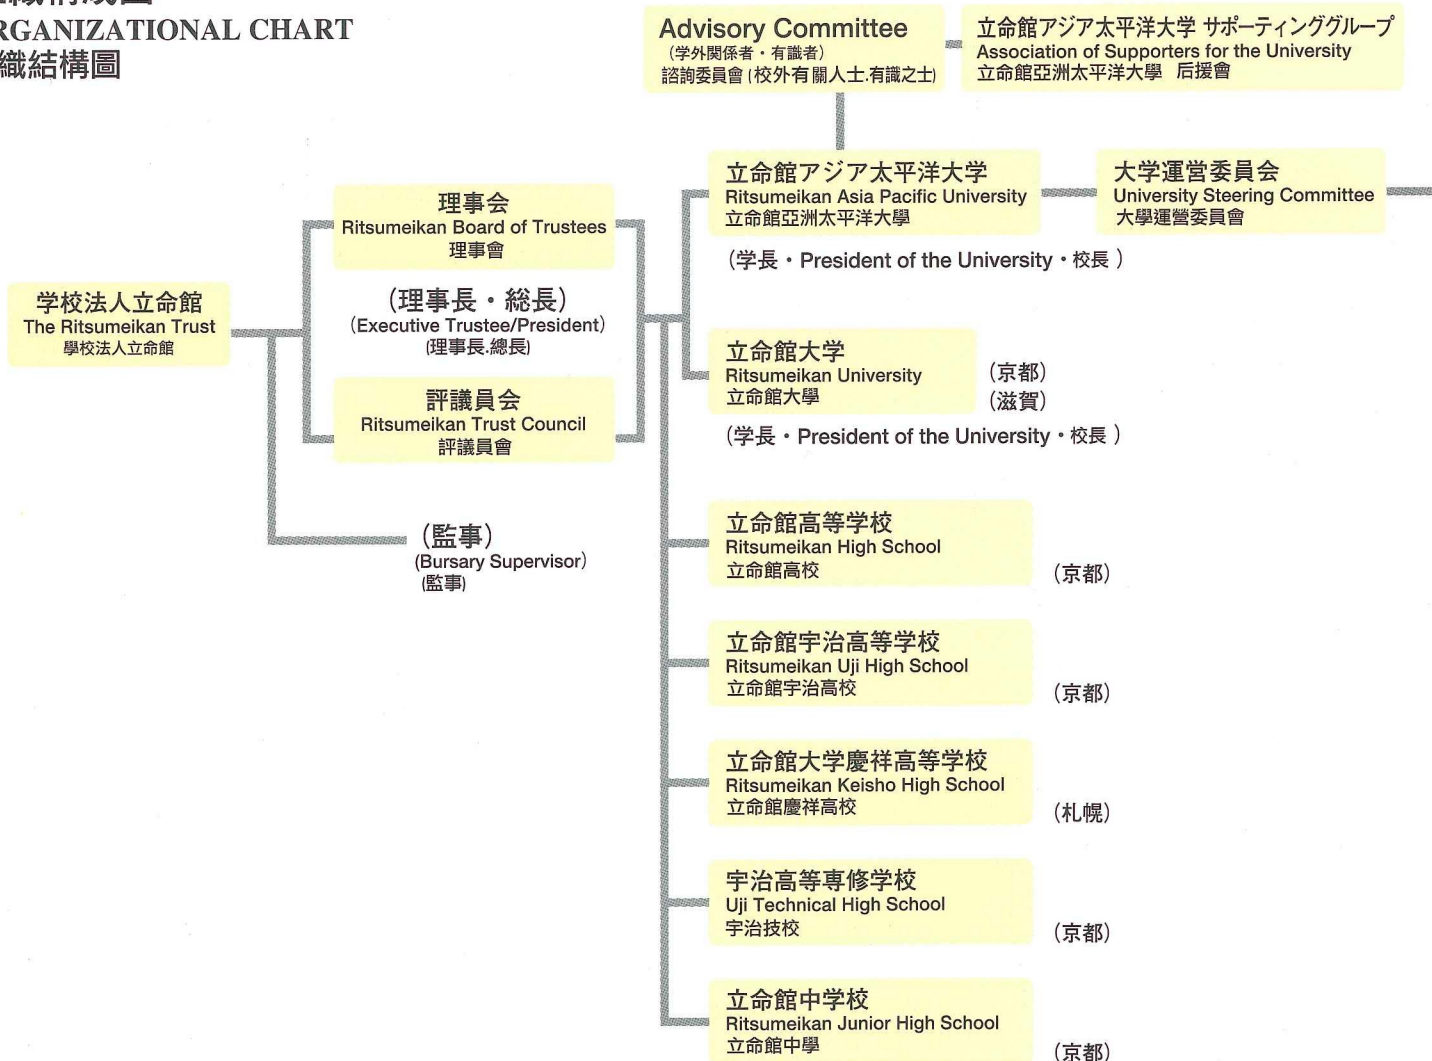 ORGANIZATIONAL CHART
織結構圖
Advisory Committee
(学外関係者・有識者)
諮詢委員會 (校外有關人士.有識之士)
立命館アジア太平洋大学 サポーティンググループ
Association of Supporters for the University
立命館亞洲太平洋大學 后援會
立命館アジア太平洋大学
Ritsumeikan Asia Pacific University
立命館亞洲太平洋大學
(学長・President of the University・校長 )
大学運営委員会
University Steering Committee
大學運營委員會
理事会
Ritsumeikan Board of Trustees
理事會
(理事長・総長)
(Executive Trustee/President)
(理事長.總長)
学校法人立命館
The Ritsumeikan Trust
學校法人立命館
評議員会
Ritsumeikan Trust Council
評議員會
(監事)
(Bursary Supervisor)
(監事)
立命館大学
Ritsumeikan University
立命館大學
(京都)
(滋賀)
(学長・President of the University・校長 )
立命館高等学校
Ritsumeikan High School
立命館高校
(京都)
立命館宇治高等学校
Ritsumeikan Uji High School
立命館宇治高校
(京都)
立命館大学慶祥高等学校
Ritsumeikan Keisho High School
立命館慶祥高校
(札幌)
宇治高等専修学校
Uji Technical High School
宇治技校
(京都)
立命館中学校
Ritsumeikan Junior High School
立命館中學
(京都)